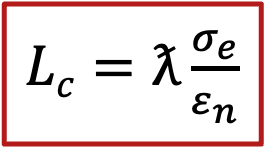 L_c = ƛ σ_e / ε_n